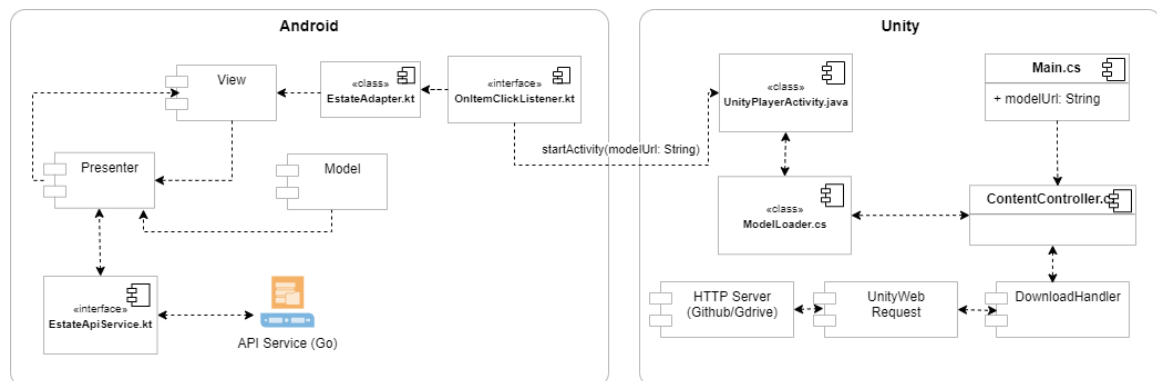 Android
View
«class»
EstateAdapter.kt
«interface»
OnItemClickListener.kt
startActivity(modelUrl: String)
Presenter
Model
«interface»
EstateApiService.kt
API Service (Go)
Unity
«class»
UnityPlayerActivity.java
Main.cs
+ modelUrl: String
«class»
ModelLoader.cs
ContentController.c
HTTP Server
(Github/Gdrive)
UnityWeb
Request
DownloadHandler